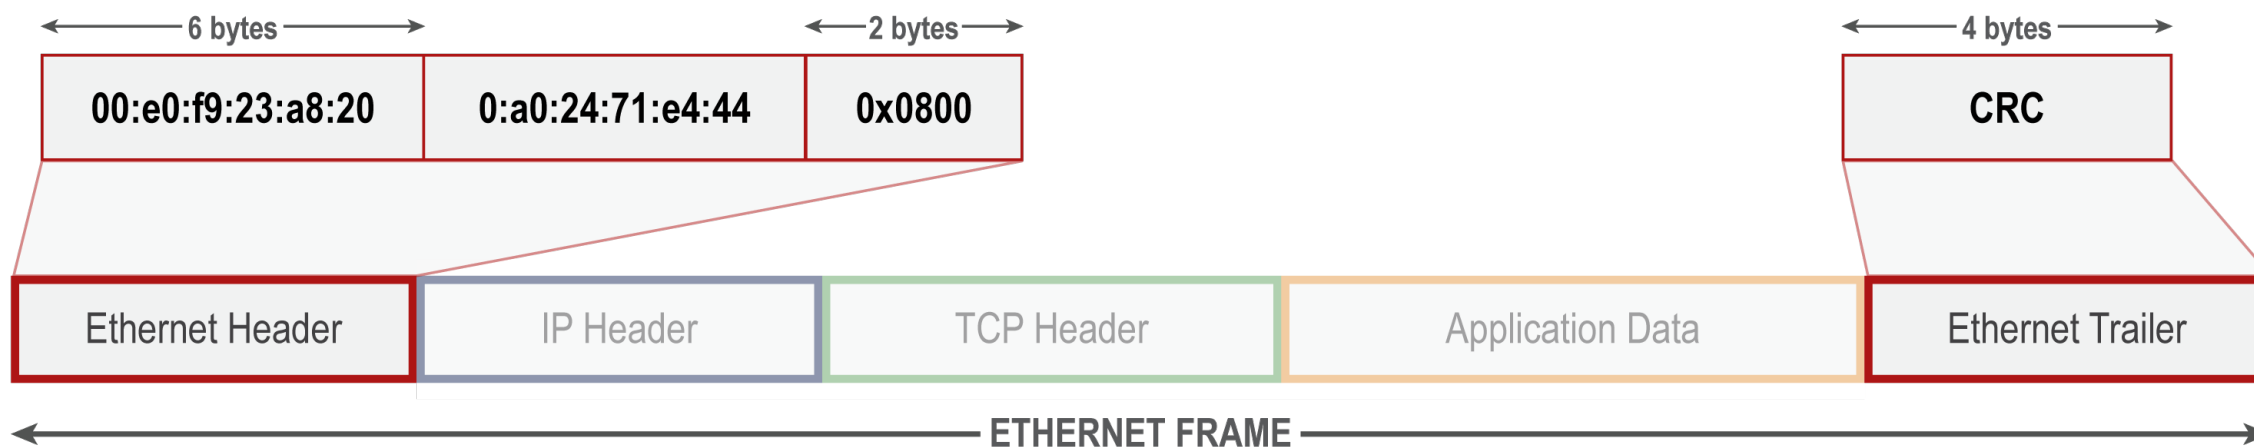 6 bytes
2 bytes
4 bytes
00:e0:f9:23:a8:20
0:a0:24:71:e4:44
0x0800
CRC
Ethernet Header
IP Header
TCP Header
Application Data
Ethernet Trailer
ETHERNET FRAME